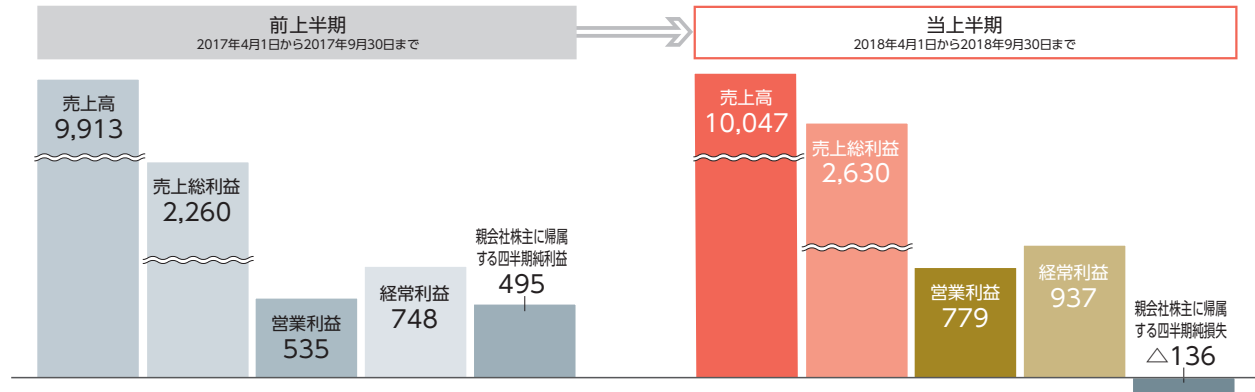 前上半期
2017年4月1日から2017年9月30日まで
売上高
9,913
売上総利益
2,260
営業利益
535
経常利益
748
親会社株主に帰属
する四半期純利益
495
当上半期
2018年4月1日から2018年9月30日まで
売上高
10,047
売上総利益
2,630
営業利益
779
経常利益
937
親会社株主に帰属
する四半期純損失
△136